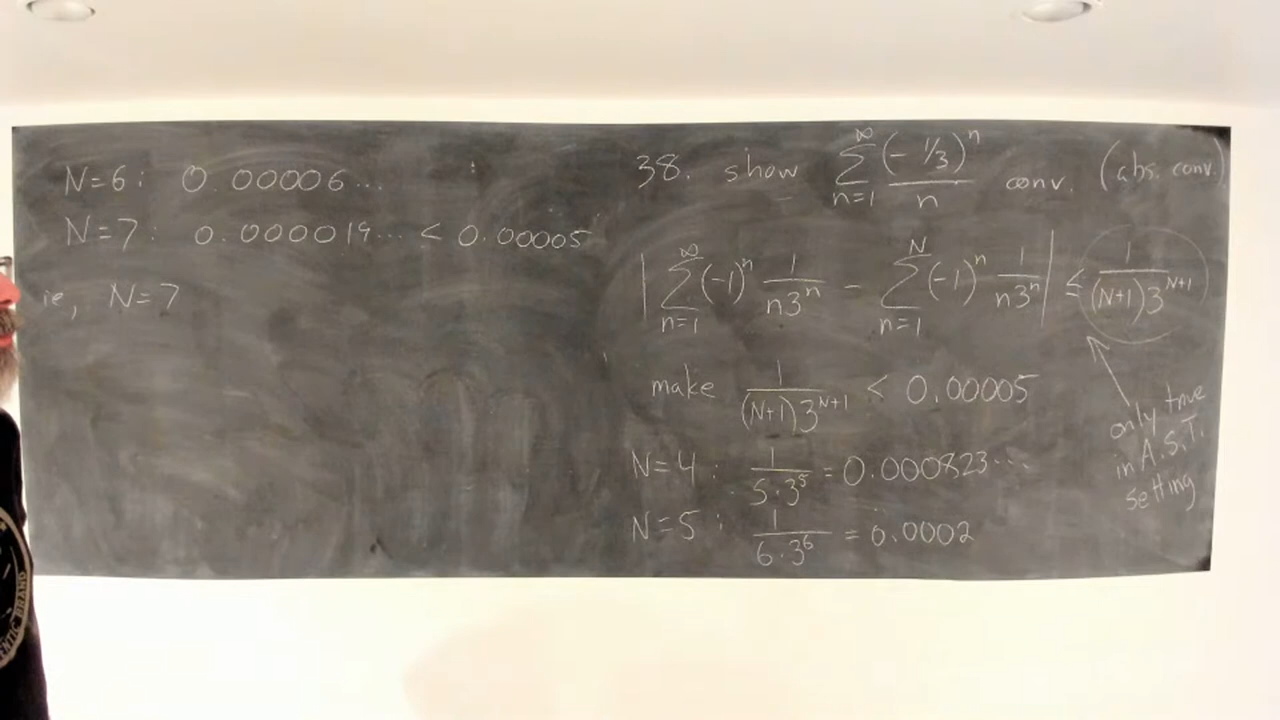 N=6: 0.00006...
N=7: 0.000019... < 0.00005
ie, N=7
38. show ∑_{n=1}^{∞} (-1/3)^n / n conv. (abs. conv.)
| ∑_{n=1}^{∞} (-1)^n 1/(n3^n) - ∑_{n=1}^{N} (-1)^n 1/(n3^n) | ≤ 1/((N+1)3^{N+1})
make 1/((N+1)3^{N+1}) < 0.00005
N=4: 1/(5·3^5) = 0.000823...
N=5: 1/(6·3^6) = 0.0002
only true
in A.S.T.
setting